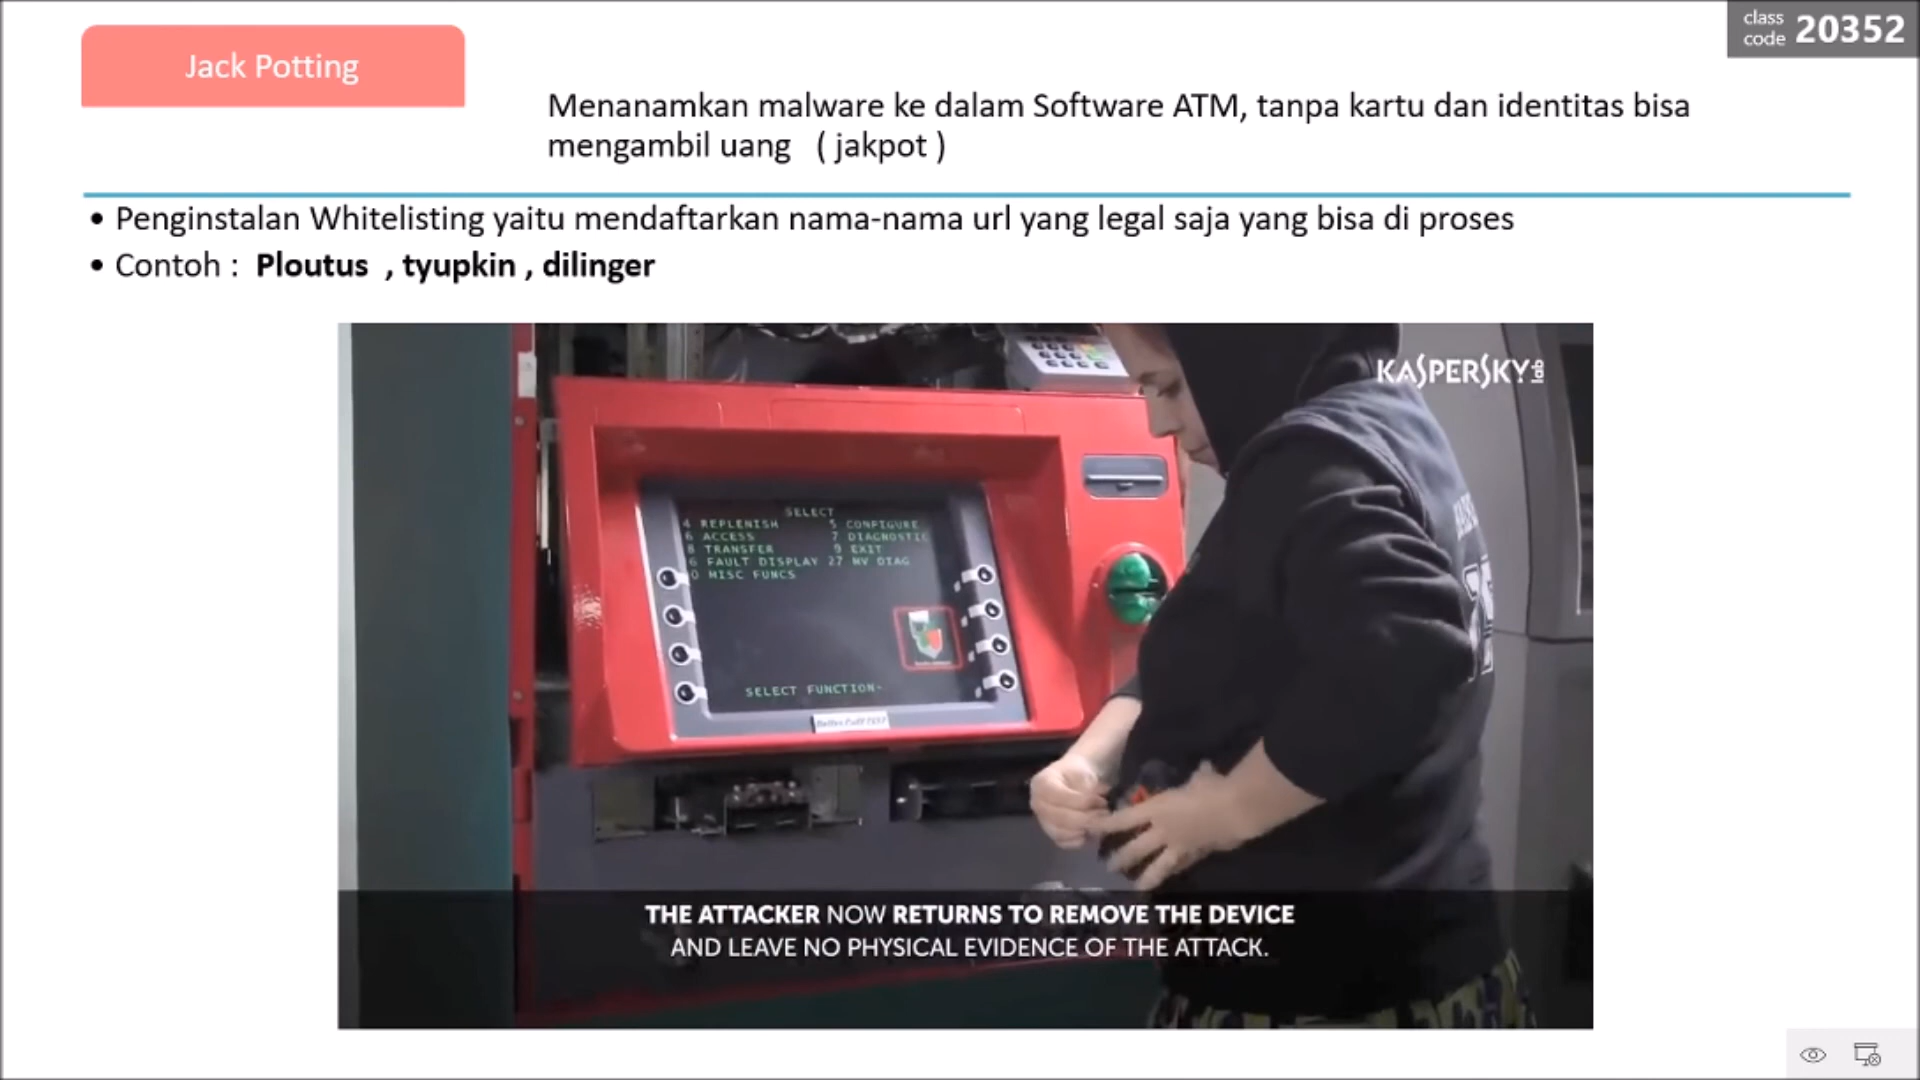 class
code 20352
Jack Potting
Menanamkan malware ke dalam Software ATM, tanpa kartu dan identitas bisa
mengambil uang ( jakpot )
• Penginstalan Whitelisting yaitu mendaftarkan nama-nama url yang legal saja yang bisa di proses
• Contoh : Ploutus , tyupkin , dilinger
KASPERSKY lab
SELECT
4 REPLENISH 5 CONFIGURE
6 ACCESS 7 DIAGNOSTIC
8 TRANSFER 9 EXIT
6 FAULT DISPLAY 27 NV DIAG
0 MISC FUNCS
SELECT FUNCTION-
THE ATTACKER NOW RETURNS TO REMOVE THE DEVICE
AND LEAVE NO PHYSICAL EVIDENCE OF THE ATTACK.